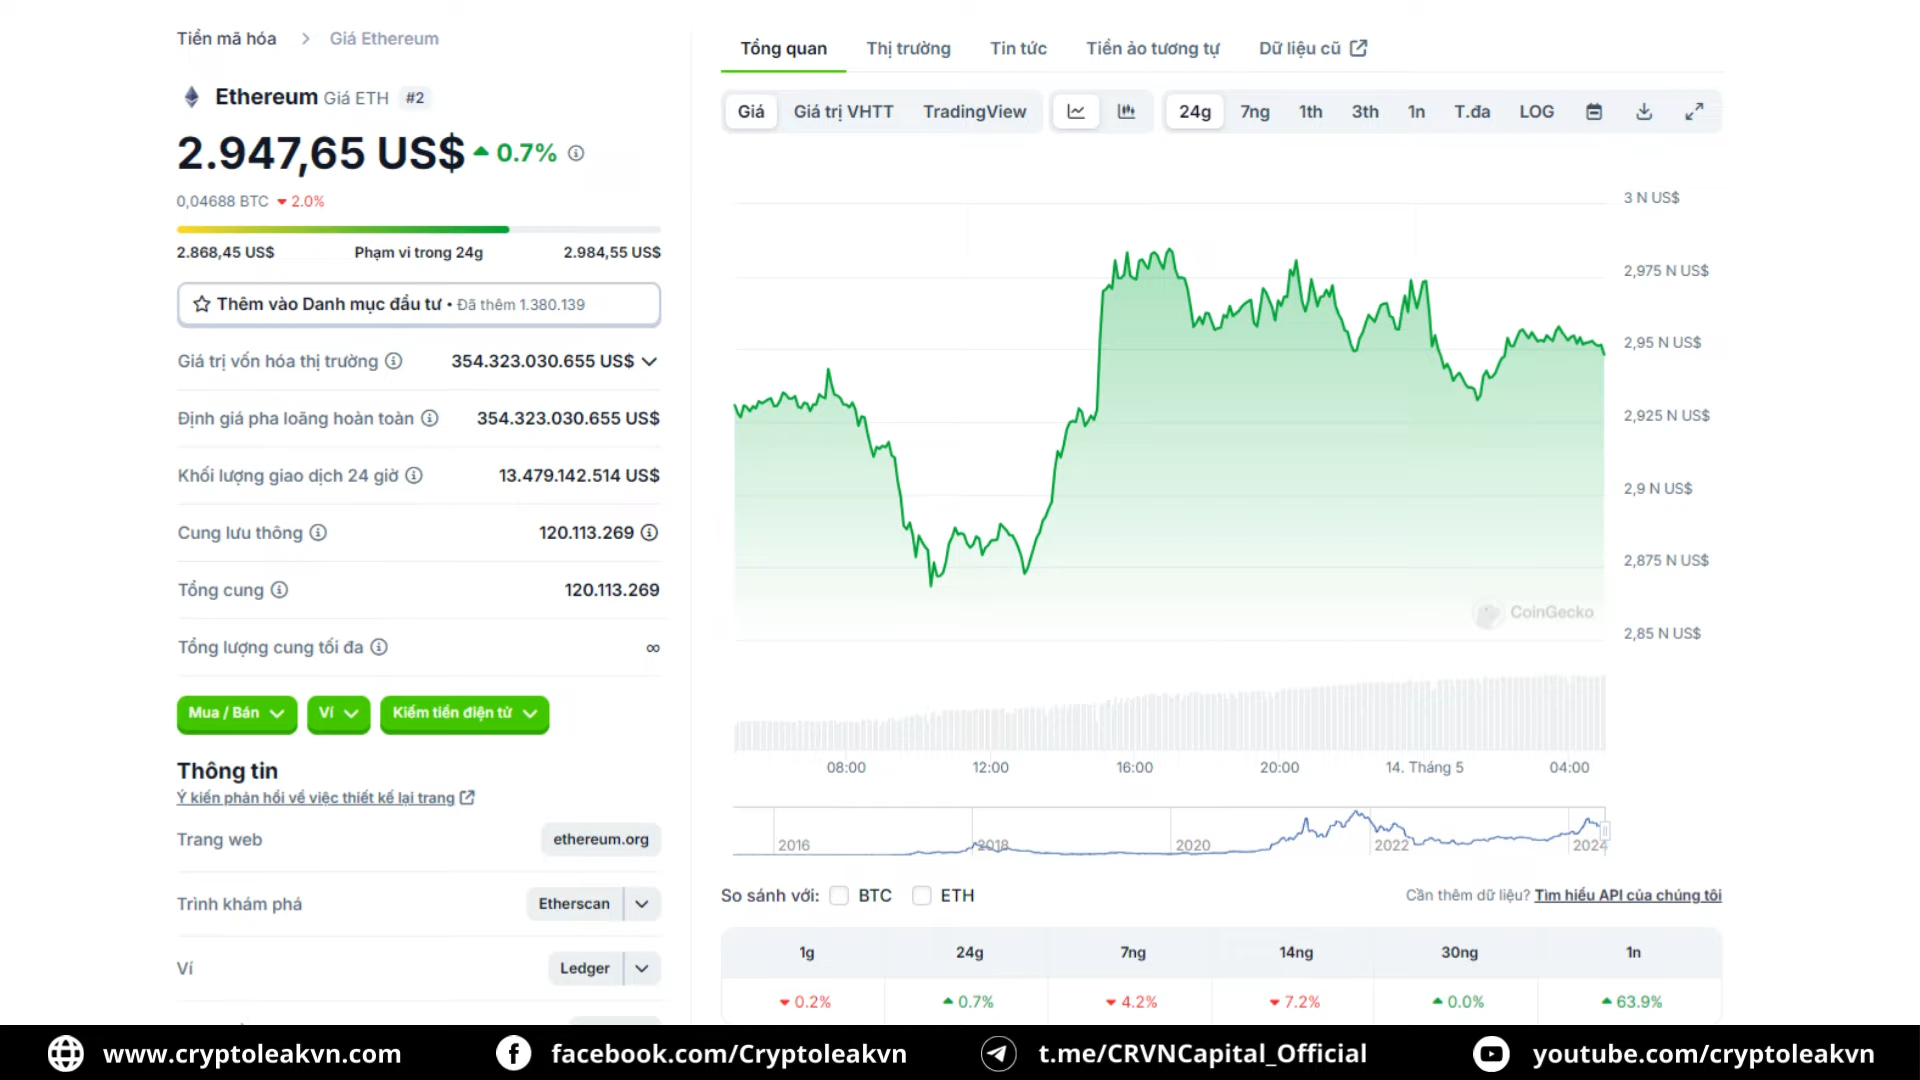 Tiền mã hóa > Giá Ethereum
Ethereum Giá ETH #2
2.947,65 US$ 0.7%
0,04688 BTC 2.0%
2.868,45 US$ Phạm vi trong 24g 2.984,55 US$
Thêm vào Danh mục đầu tư • Đã thêm 1.380.139
Giá trị vốn hóa thị trường 354.323.030.655 US$
Định giá pha loãng hoàn toàn 354.323.030.655 US$
Khối lượng giao dịch 24 giờ 13.479.142.514 US$
Cung lưu thông 120.113.269
Tổng cung 120.113.269
Tổng lượng cung tối đa ∞
Mua / Bán Ví Kiếm tiền điện tử
Thông tin
Ý kiến phản hồi về việc thiết kế lại trang
Trang web ethereum.org
Trình khám phá Etherscan
Ví Ledger
Tổng quan Thị trường Tin tức Tiền ảo tương tự Dữ liệu cũ
Giá Giá trị VHTT TradingView 24g 7ng 1th 3th 1n T.đa LOG
3 N US$
2,975 N US$
2,95 N US$
2,925 N US$
2,9 N US$
2,875 N US$
2,85 N US$
CoinGecko
08:00 12:00 16:00 20:00 14. Tháng 5 04:00
2016 2018 2020 2022 2024
So sánh với: BTC ETH Cần thêm dữ liệu? Tìm hiểu API của chúng tôi
1g 24g 7ng 14ng 30ng 1n
0.2% 0.7% 4.2% 7.2% 0.0% 63.9%
www.cryptoleakvn.com facebook.com/Cryptoleakvn t.me/CRVNCapital_Official youtube.com/cryptoleakvn